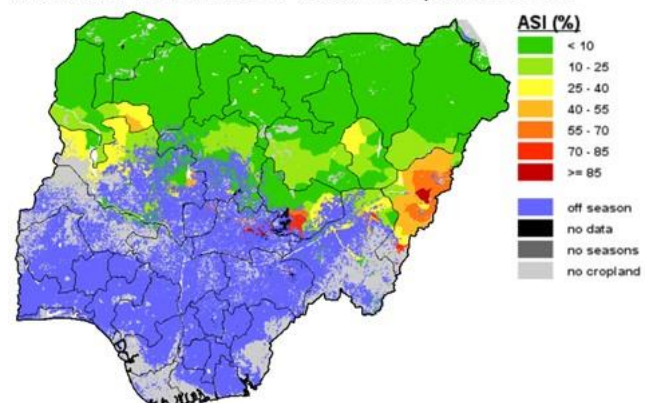 ASI (%)
< 10
10 - 25
25 - 40
40 - 55
55 - 70
70 - 85
>= 85
off season
no data
no seasons
no cropland